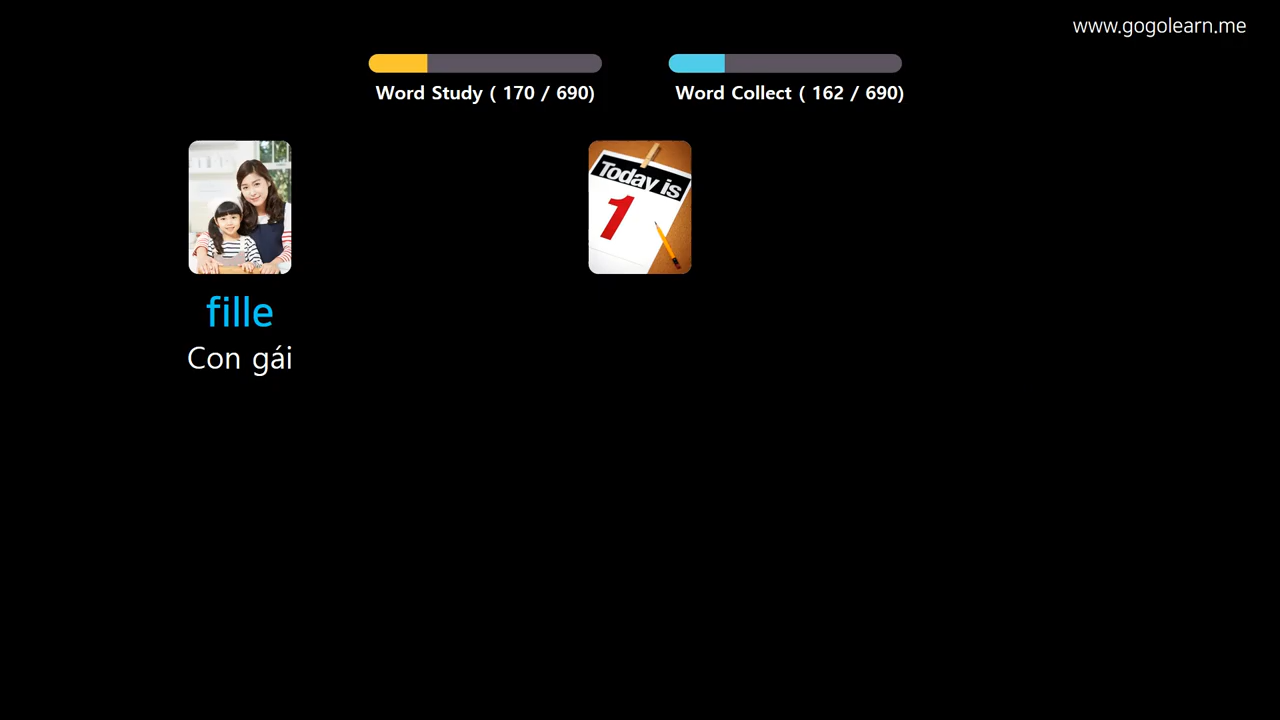 www.gogolearn.me
Word Study ( 170 / 690)
Word Collect ( 162 / 690)
Today is
1
fille
Con gái